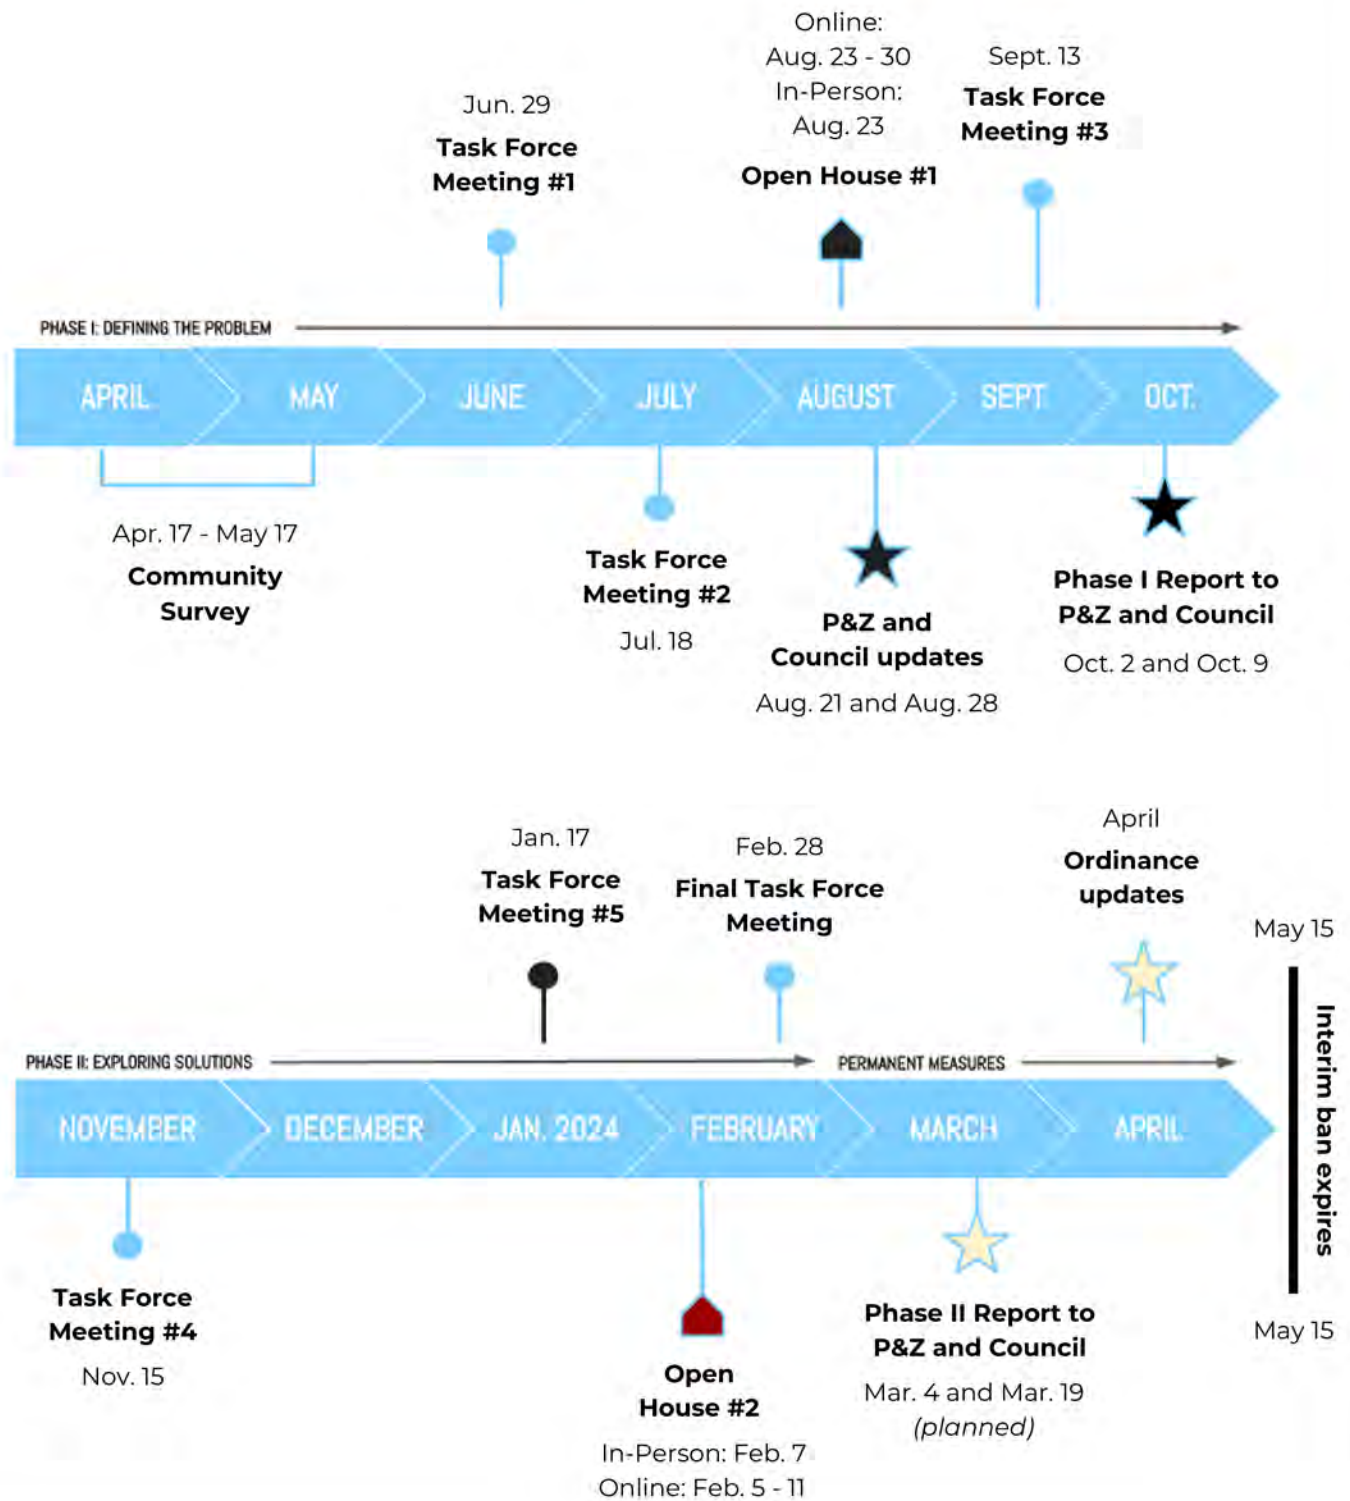 Online:
Aug. 23 - 30
In-Person:
Aug. 23
Open House #1
Sept. 13
Task Force
Meeting #3
Jun. 29
Task Force
Meeting #1
PHASE I: DEFINING THE PROBLEM
APRIL
MAY
JUNE
JULY
AUGUST
SEPT
OCT.
Apr. 17 - May 17
Community
Survey
Task Force
Meeting #2
Jul. 18
P&Z and
Council updates
Aug. 21 and Aug. 28
Phase I Report to
P&Z and Council
Oct. 2 and Oct. 9
Jan. 17
Task Force
Meeting #5
Feb. 28
Final Task Force
Meeting
April
Ordinance
updates
May 15
Interim ban expires
May 15
PHASE II: EXPLORING SOLUTIONS
PERMANENT MEASURES
NOVEMBER
DECEMBER
JAN. 2024
FEBRUARY
MARCH
APRIL
Task Force
Meeting #4
Nov. 15
Open
House #2
In-Person: Feb. 7
Online: Feb. 5 - 11
Phase II Report to
P&Z and Council
Mar. 4 and Mar. 19
(planned)